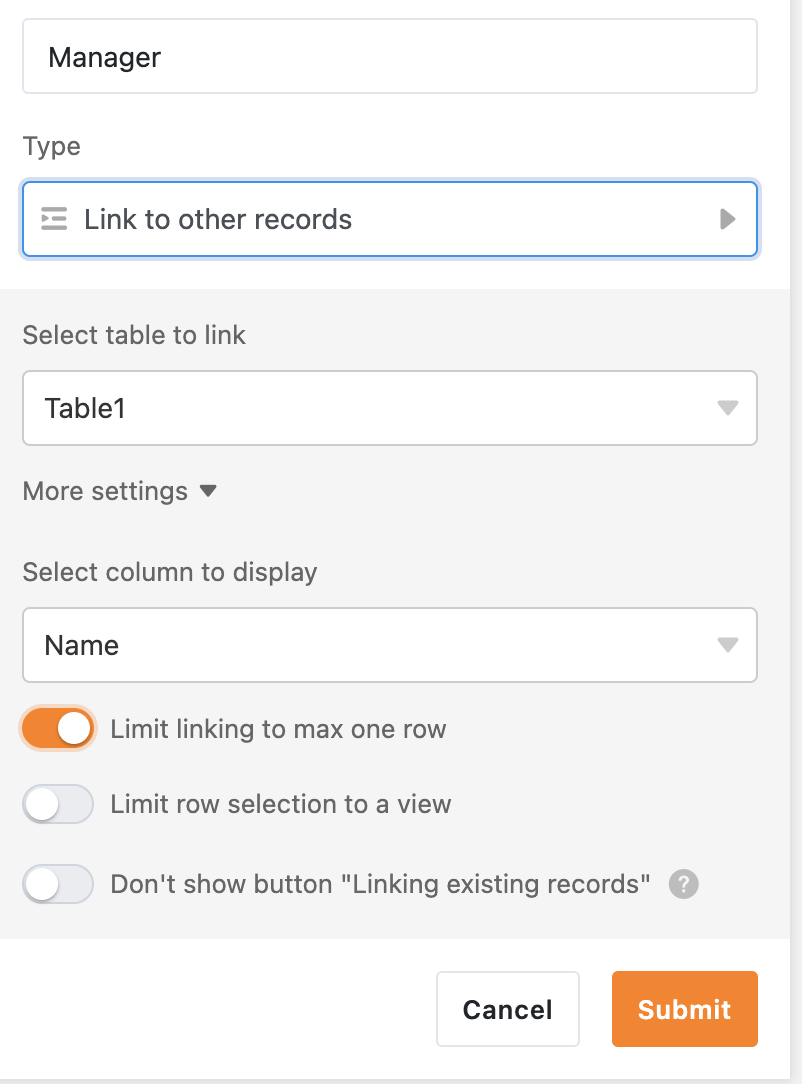 Manager
Type
Link to other records
Select table to link
Table1
More settings
Select column to display
Name
Limit linking to max one row
Limit row selection to a view
Don't show button "Linking existing records" ?
Cancel Submit